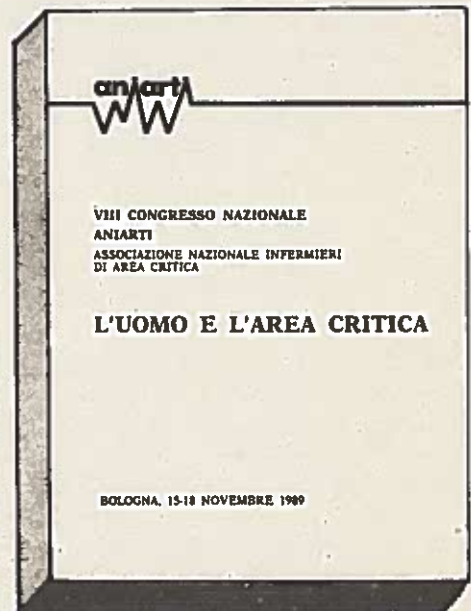 aniarti
VIII CONGRESSO NAZIONALE
ANIARTI
ASSOCIAZIONE NAZIONALE INFERMIERI
DI AREA CRITICA
L'UOMO E L'AREA CRITICA
BOLOGNA, 15-18 NOVEMBRE 1989